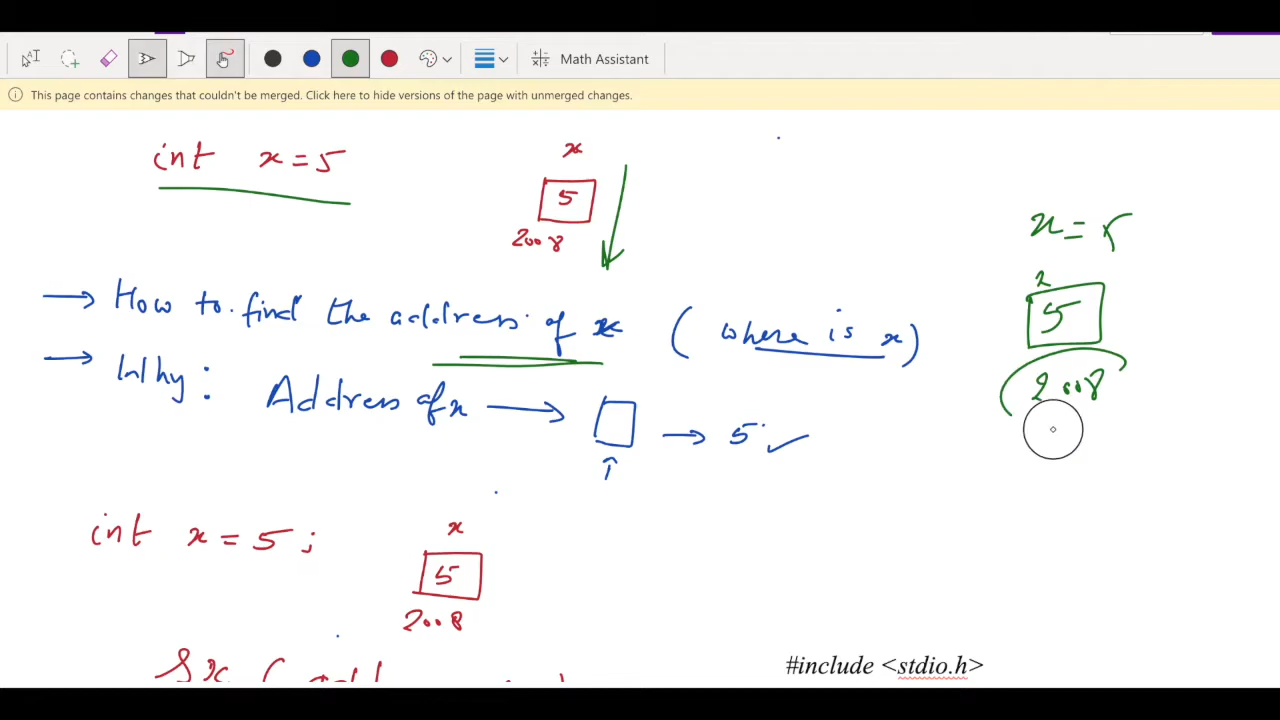 Math Assistant
This page contains changes that couldn't be merged. Click here to hide versions of the page with unmerged changes.
int x = 5
x
5
2008
x = 5
x
5
2008
→ How to find the address of x (where is x)
→ Why: Address of x → → 5 ✓
int x = 5;
x
5
2008
&x (
#include <stdio.h>